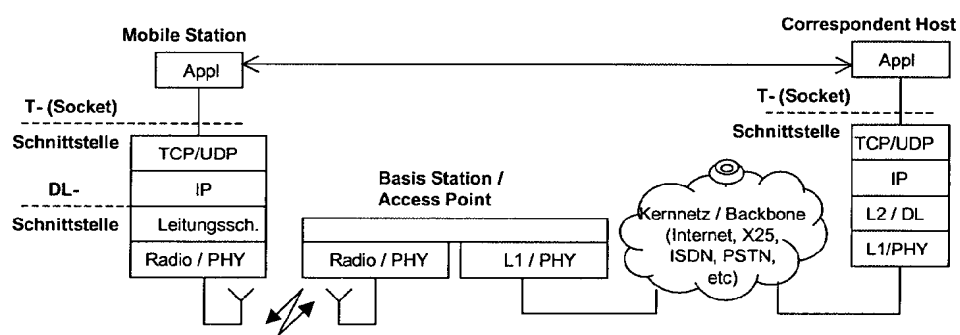 Mobile Station
Correspondent Host
Appl
Appl
T- (Socket)
Schnittstelle
T- (Socket)
Schnittstelle
TCP/UDP
IP
DL-
Schnittstelle
Leitungssch.
Radio / PHY
Basis Station /
Access Point
Radio / PHY
L1 / PHY
Kernnetz / Backbone
(Internet, X25,
ISDN, PSTN,
etc)
TCP/UDP
IP
L2 / DL
L1/PHY